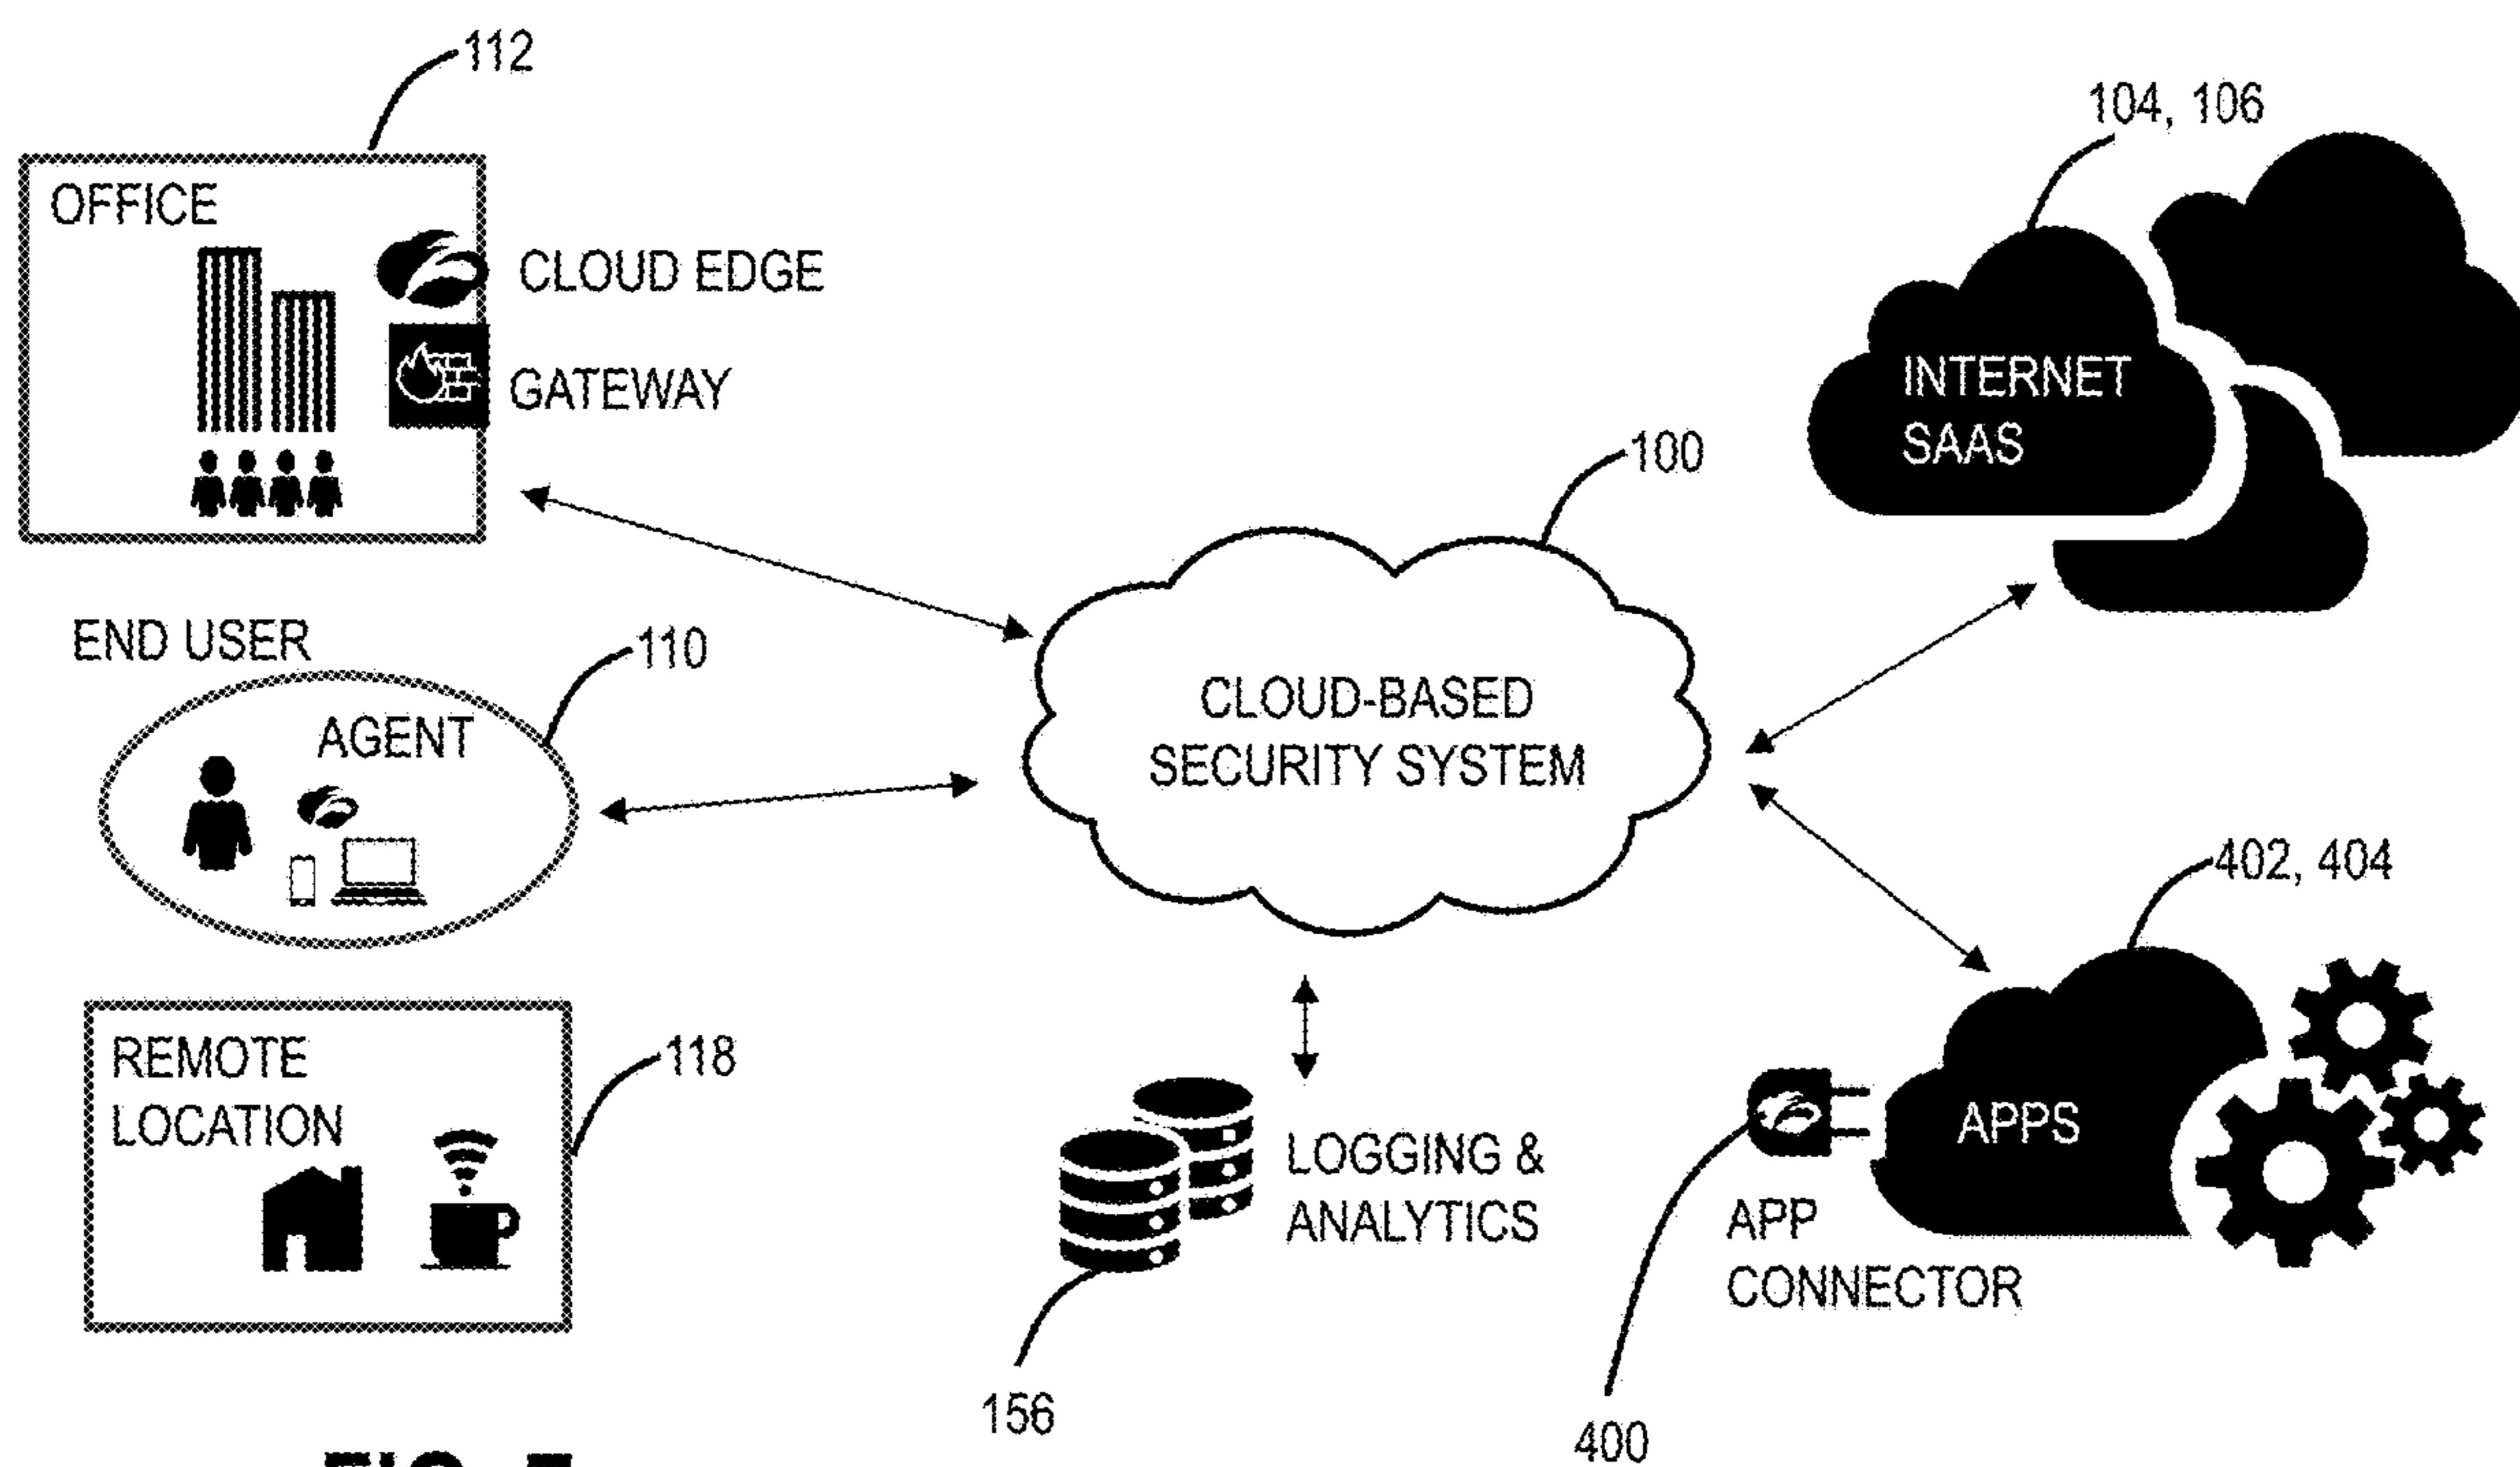 112
OFFICE
CLOUD EDGE
GATEWAY
104, 106
INTERNET
SAAS
100
CLOUD-BASED
SECURITY SYSTEM
END USER
110
AGENT
REMOTE
LOCATION
118
LOGGING &
ANALYTICS
156
402, 404
APPS
APP
CONNECTOR
400